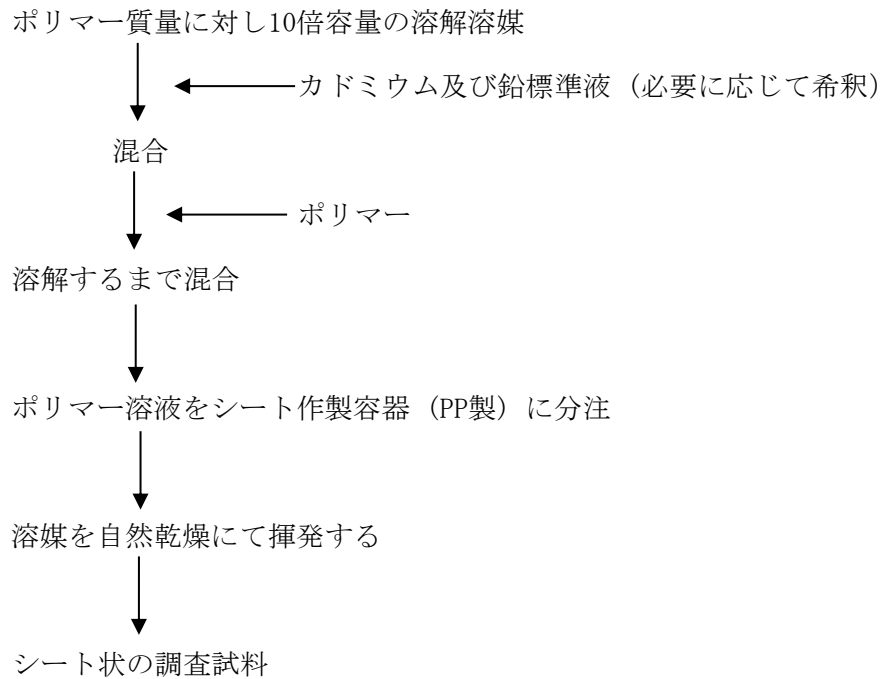 ポリマー質量に対し10倍容量の溶解溶媒
カドミウム及び鉛標準液（必要に応じて希釈）
混合
ポリマー
溶解するまで混合
ポリマー溶液をシート作製容器（PP製）に分注
溶媒を自然乾燥にて揮発する
シート状の調査試料